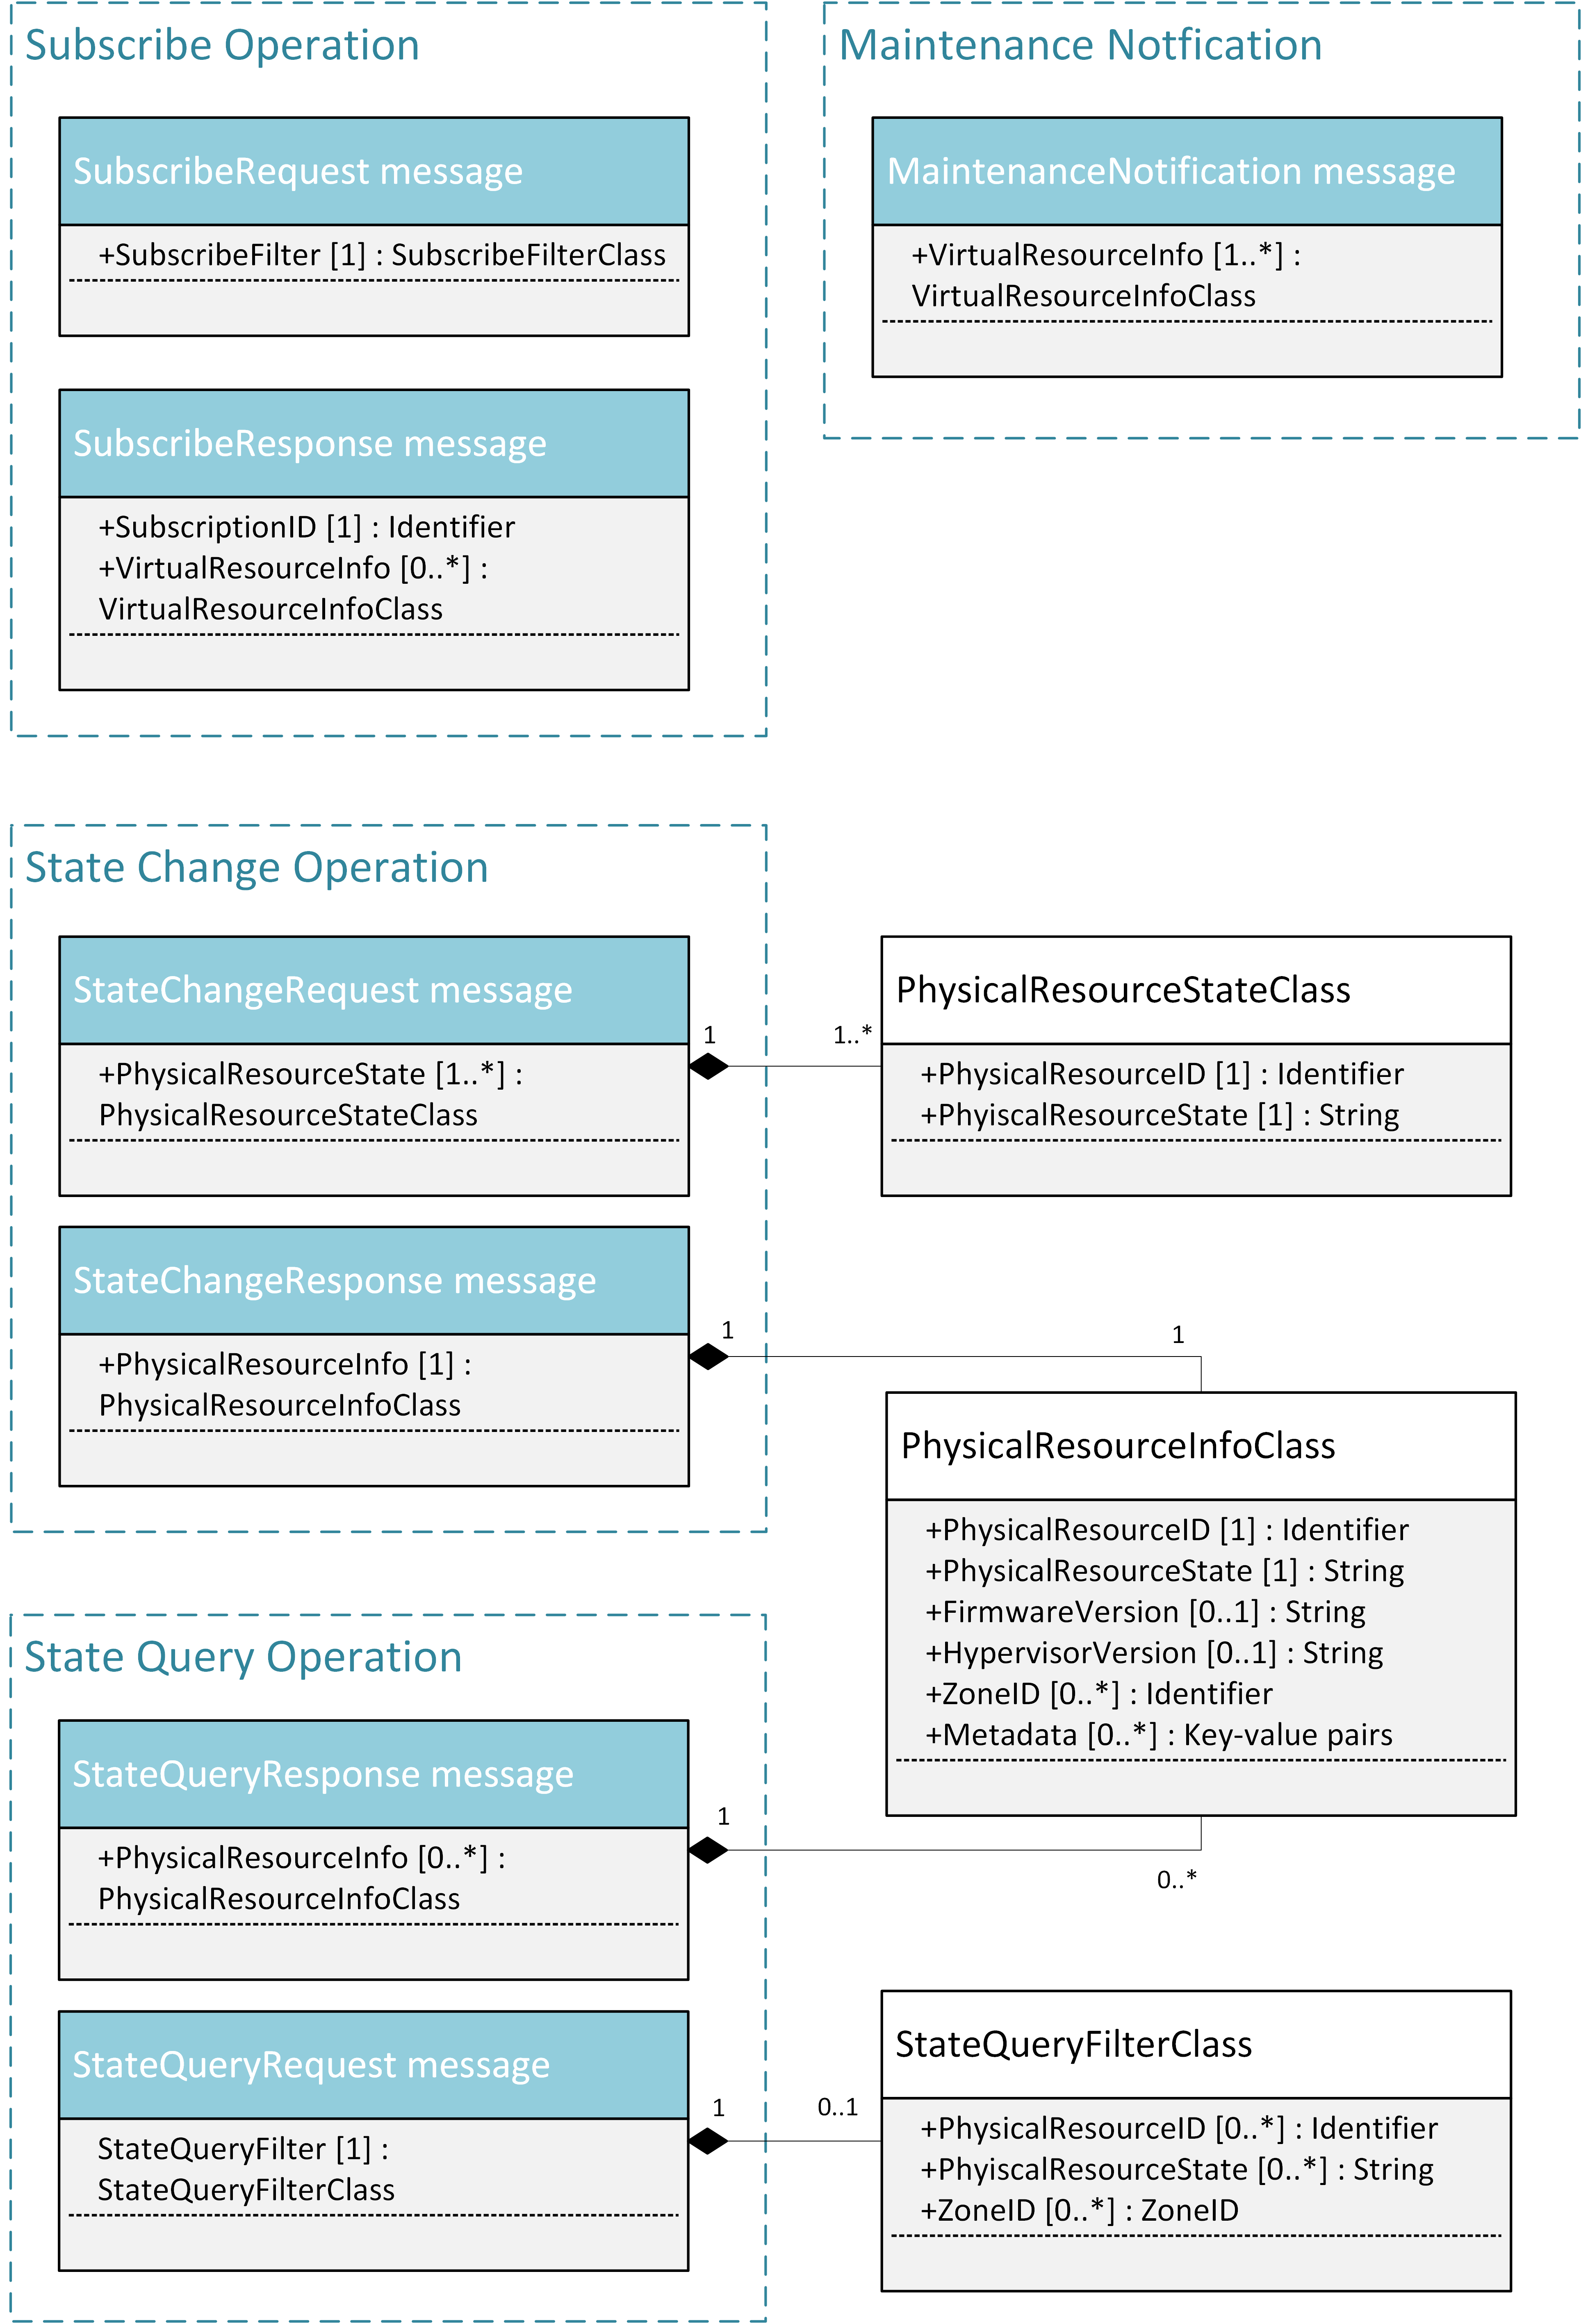 Subscribe Operation
SubscribeRequest message
+SubscribeFilter [1] : SubscribeFilterClass
SubscribeResponse message
+SubscriptionID [1] : Identifier
+VirtualResourceInfo [0..*] :
VirtualResourceInfoClass
Maintenance Notfication
MaintenanceNotification message
+VirtualResourceInfo [1..*] :
VirtualResourceInfoClass
State Change Operation
StateChangeRequest message
+PhysicalResourceState [1..*] :
PhysicalResourceStateClass
1
1..*
PhysicalResourceStateClass
+PhysicalResourceID [1] : Identifier
+PhyiscalResourceState [1] : String
StateChangeResponse message
+PhysicalResourceInfo [1] :
PhysicalResourceInfoClass
1
1
PhysicalResourceInfoClass
+PhysicalResourceID [1] : Identifier
+PhysicalResourceState [1] : String
+FirmwareVersion [0..1] : String
+HypervisorVersion [0..1] : String
+ZoneID [0..*] : Identifier
+Metadata [0..*] : Key-value pairs
State Query Operation
StateQueryResponse message
+PhysicalResourceInfo [0..*] :
PhysicalResourceInfoClass
1
0..*
StateQueryRequest message
StateQueryFilter [1] :
StateQueryFilterClass
1
0..1
StateQueryFilterClass
+PhysicalResourceID [0..*] : Identifier
+PhyiscalResourceState [0..*] : String
+ZoneID [0..*] : ZoneID